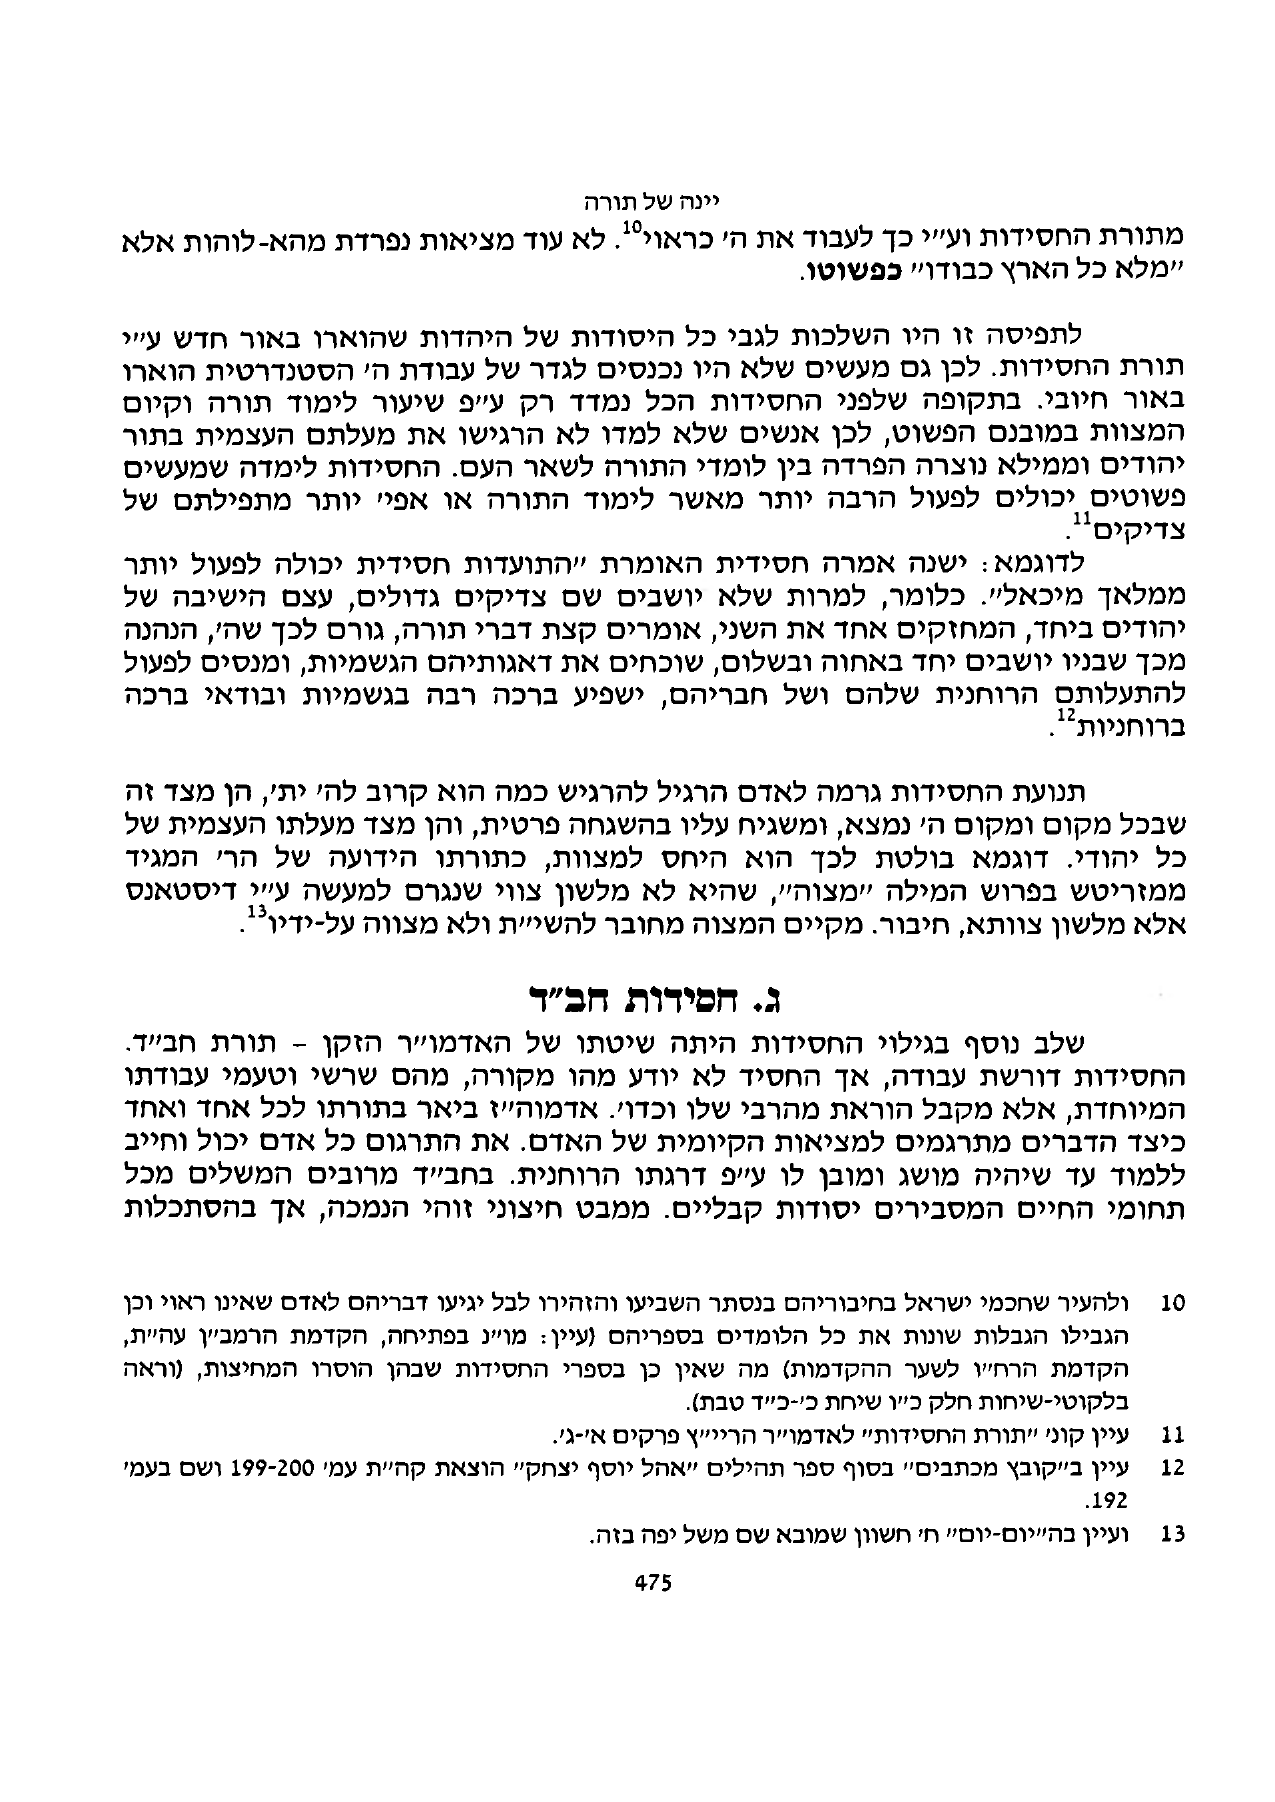 יינה של תורה
מתורת החסידות וע״י כך לעבוד את ה׳ כראוי10. לא עוד מציאות נפרדת מהא-לוהות אלא
״מלא כל הארץ כבודו״ כפשוטו.
לתפיסה זו היו השלכות לגבי כל היסודות של היהדות שהוארו באור חדש ע״י
תורת החסידות. לכן גם מעשים שלא היו נכנסים לגדר של עבודת ה׳ הסטנדרטית הוארו
באור חיובי. בתקופה שלפני החסידות הכל נמדד רק ע״פ שיעור לימוד תורה וקיום
המצוות במובנם הפשוט, לכן אנשים שלא למדו לא הרגישו את מעלתם העצמית בתור
יהודים וממילא נוצרה הפרדה בין לומדי התורה לשאר העם. החסידות לימדה שמעשים
פשוטים יכולים לפעול הרבה יותר מאשר לימוד התורה או אפי׳ יותר מתפילתם של
צדיקים11.
לדוגמא: ישנה אמרה חסידית האומרת ״התועדות חסידית יכולה לפעול יותר
ממלאך מיכאל״. כלומר, למרות שלא יושבים שם צדיקים גדולים, עצם הישיבה של
יהודים ביחד, המחזקים אחד את השני, אומרים קצת דברי תורה, גורם לכך שה׳, הנהנה
מכך שבניו יושבים יחד באחוה ובשלום, שוכחים את דאגותיהם הגשמיות, ומנסים לפעול
להתעלותם הרוחנית שלהם ושל חבריהם, ישפיע ברכה רבה בגשמיות ובודאי ברכה
ברוחניות12.
תנועת החסידות גרמה לאדם הרגיל להרגיש כמה הוא קרוב לה׳ ית׳, הן מצד זה
שבכל מקום ומקום ה׳ נמצא, ומשגיח עליו בהשגחה פרטית, והן מצד מעלתו העצמית של
כל יהודי. דוגמא בולטת לכך הוא היחס למצוות, כתורתו הידועה של הר׳ המגיד
ממזריטש בפרוש המילה ״מצוה״, שהיא לא מלשון צווי שנגרם למעשה ע״י דיסטאנס
אלא מלשון צוותא, חיבור. מקיים המצוה מחובר להשי״ת ולא מצווה על-ידיו13.
ג. חסידות חב״ד
שלב נוסף בגילוי החסידות היתה שיטתו של האדמו״ר הזקן – תורת חב״ד.
החסידות דורשת עבודה, אך החסיד לא יודע מהו מקורה, מהם שרשי וטעמי עבודתו
המיוחדת, אלא מקבל הוראת מהרבי שלו וכדו׳. אדמוה״ז ביאר בתורתו לכל אחד ואחד
כיצד הדברים מתרגמים למציאות הקיומית של האדם. את התרגום כל אדם יכול וחייב
ללמוד עד שיהיה מושג ומובן לו ע״פ דרגתו הרוחנית. בחב״ד מרובים המשלים מכל
תחומי החיים המסבירים יסודות קבליים. ממבט חיצוני זוהי הנמכה, אך בהסתכלות
10 ולהעיר שחכמי ישראל בחיבוריהם בנסתר השביעו והזהירו לבל יגיעו דבריהם לאדם שאינו ראוי וכן
הגבילו הגבלות שונות את כל הלומדים בספריהם (עיין: מו״נ בפתיחה, הקדמת הרמב״ן עה״ת,
הקדמת הרח״ו לשער ההקדמות) מה שאין כן בספרי החסידות שבהן הוסרו המחיצות, (וראה
בלקוטי-שיחות חלק כ״ו שיחת כ׳-כ״ד טבת).
11 עיין קונ׳ ״תורת החסידות״ לאדמו״ר הריי״ץ פרקים א׳-ג׳.
12 עיין ב״קובץ מכתבים״ בסוף ספר תהילים ״אהל יוסף יצחק״ הוצאת קה״ת עמ׳ 199-200 ושם בעמ׳
192.
13 ועיין בה״יום-יום״ ח׳ חשוון שמובא שם משל יפה בזה.
475